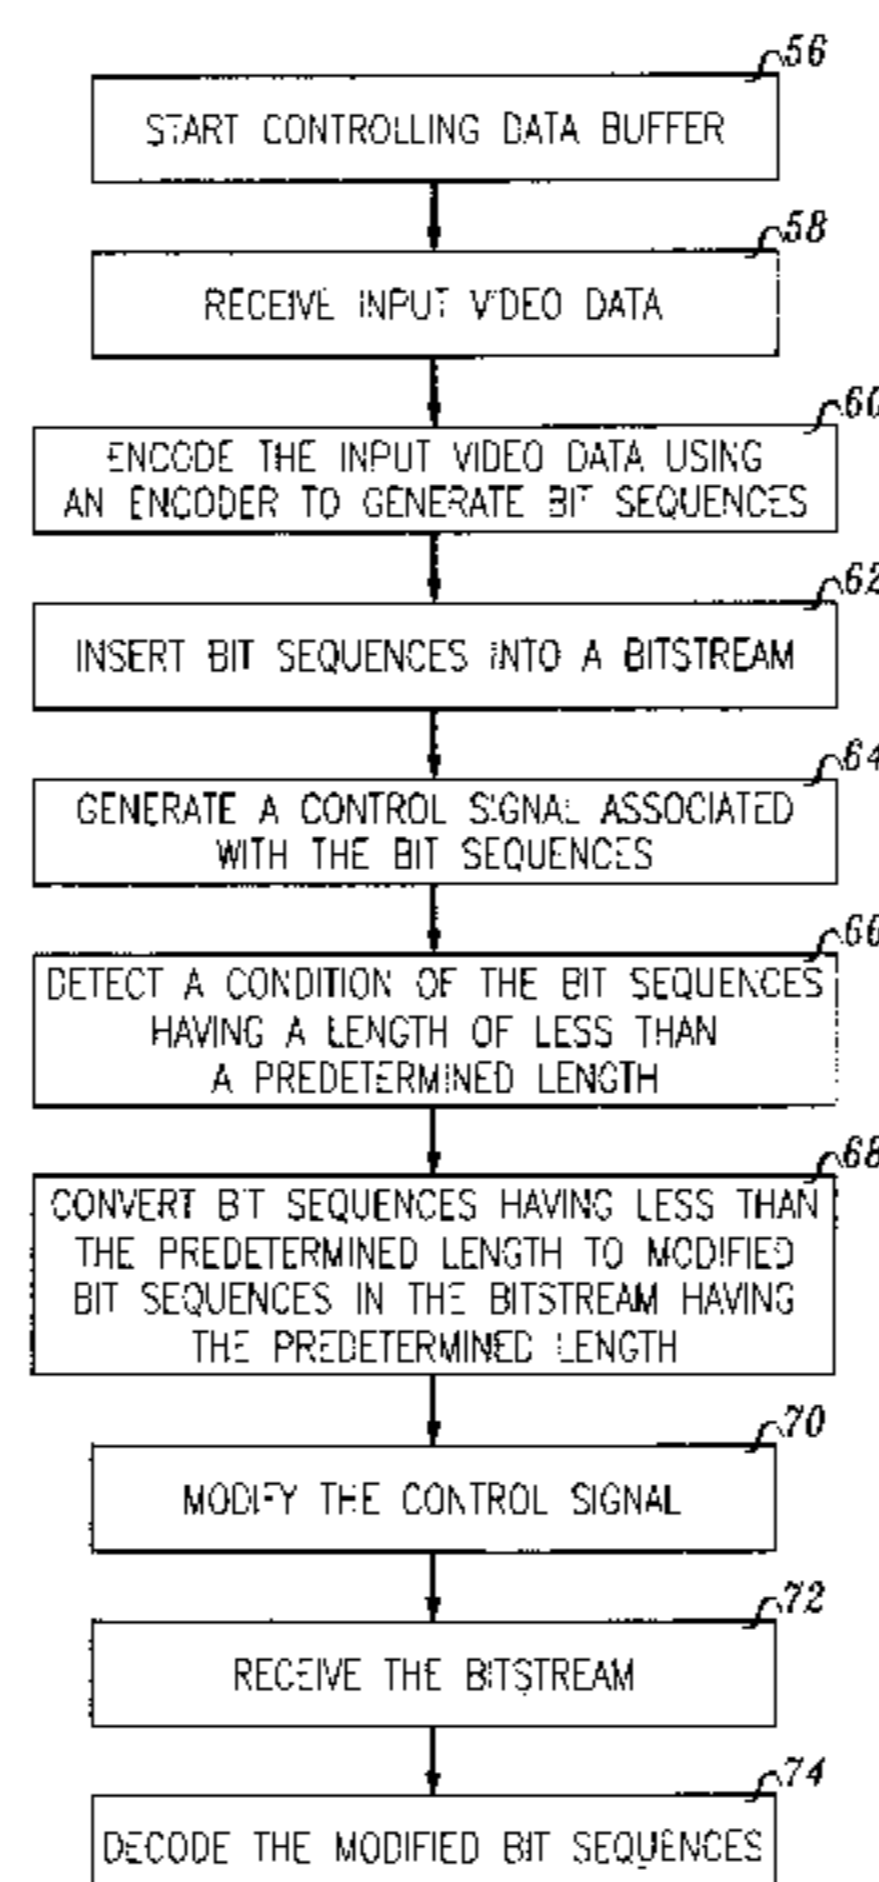 56
START CONTROLLING DATA BUFFER
58
RECEIVE INPUT VIDEO DATA
60
ENCODE THE INPUT VIDEO DATA USING
AN ENCODER TO GENERATE BIT SEQUENCES
62
INSERT BIT SEQUENCES INTO A BITSTREAM
64
GENERATE A CONTROL SIGNAL ASSOCIATED
WITH THE BIT SEQUENCES
66
DETECT A CONDITION OF THE BIT SEQUENCES
HAVING A LENGTH OF LESS THAN
A PREDETERMINED LENGTH
68
CONVERT BIT SEQUENCES HAVING LESS THAN
THE PREDETERMINED LENGTH TO MODIFIED
BIT SEQUENCES IN THE BITSTREAM HAVING
THE PREDETERMINED LENGTH
70
MODIFY THE CONTROL SIGNAL
72
RECEIVE THE BITSTREAM
74
DECODE THE MODIFIED BIT SEQUENCES